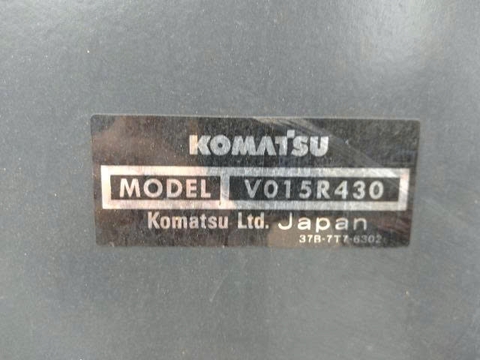 KOMATSU
MODEL V015R430
Komatsu Ltd. Japan
37B-7T7-6302